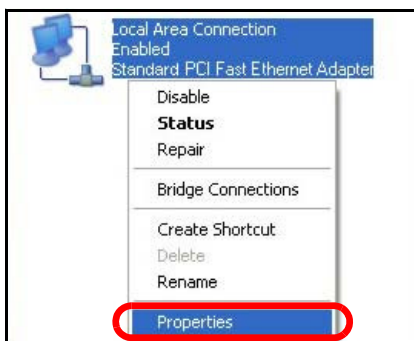 Local Area Connection
Enabled
Standard PCI Fast Ethernet Adapter
Disable
Status
Repair
Bridge Connections
Create Shortcut
Delete
Rename
Properties